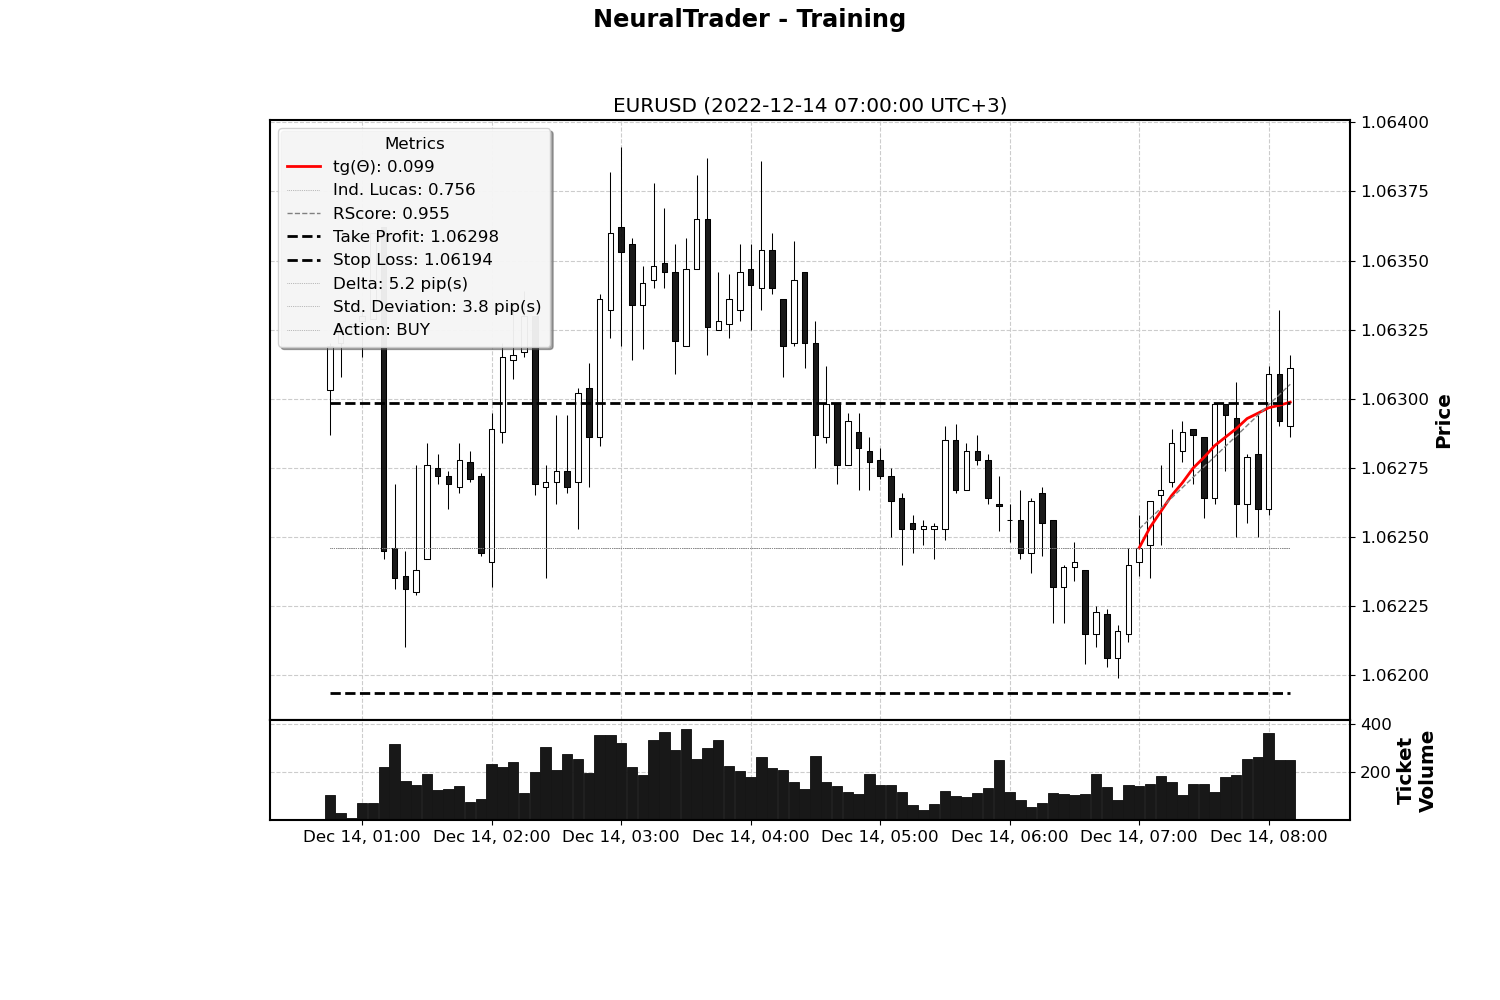 NeuralTrader - Training
EURUSD (2022-12-14 07:00:00 UTC+3)
Metrics
tg(Θ): 0.099
Ind. Lucas: 0.756
RScore: 0.955
Take Profit: 1.06298
Stop Loss: 1.06194
Delta: 5.2 pip(s)
Std. Deviation: 3.8 pip(s)
Action: BUY
1.06400
1.06375
1.06350
1.06325
1.06300
1.06275
1.06250
1.06225
1.06200
Price
400
200
Ticket
Volume
Dec 14, 01:00
Dec 14, 02:00
Dec 14, 03:00
Dec 14, 04:00
Dec 14, 05:00
Dec 14, 06:00
Dec 14, 07:00
Dec 14, 08:00